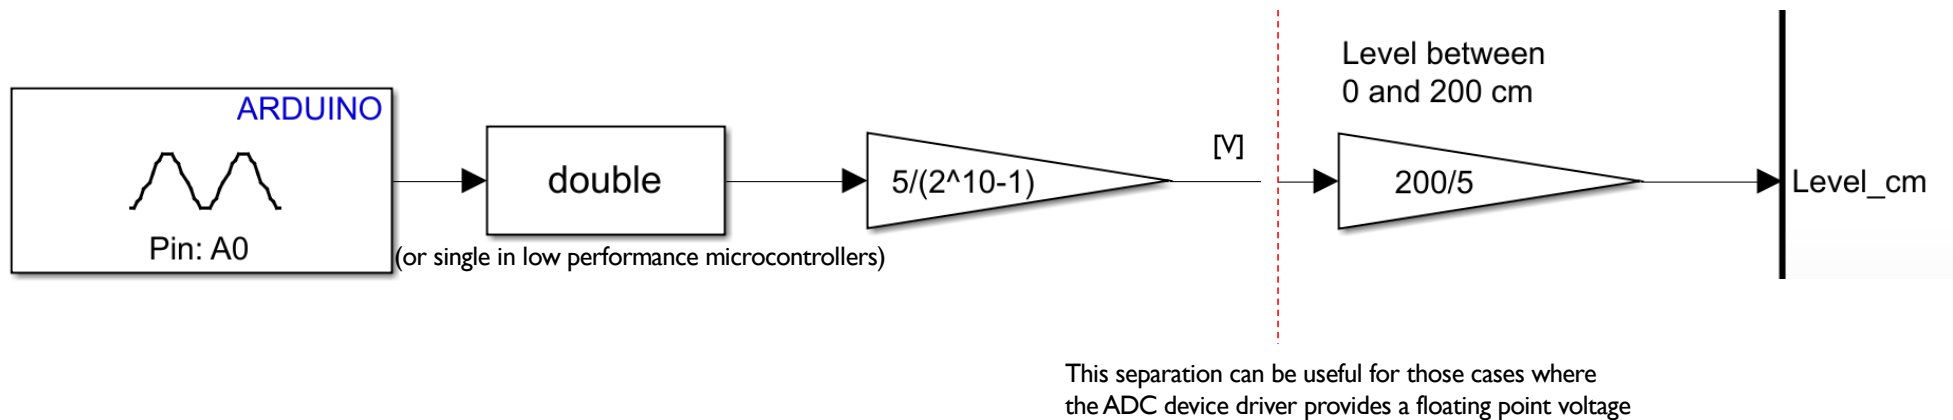 ARDUINO
Pin: A0
double
(or single in low performance microcontrollers)
5/(2^10-1)
[V]
Level between
0 and 200 cm
200/5
Level_cm
This separation can be useful for those cases where
the ADC device driver provides a floating point voltage